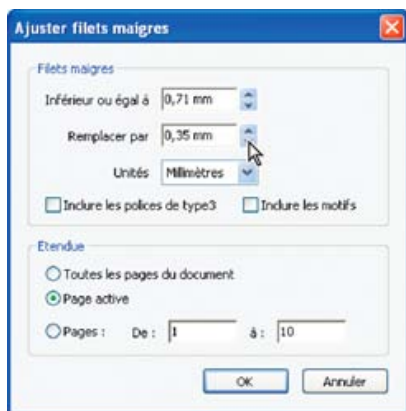 Ajuster filets maigres
Filets maigres
Inférieur ou égal à 0,71 mm
Remplacer par 0,35 mm
Unités Millimètres
Inclure les polices de type3 Inclure les motifs
Etendue
Toutes les pages du document
Page active
Pages : De : 1 à : 10
OK Annuler